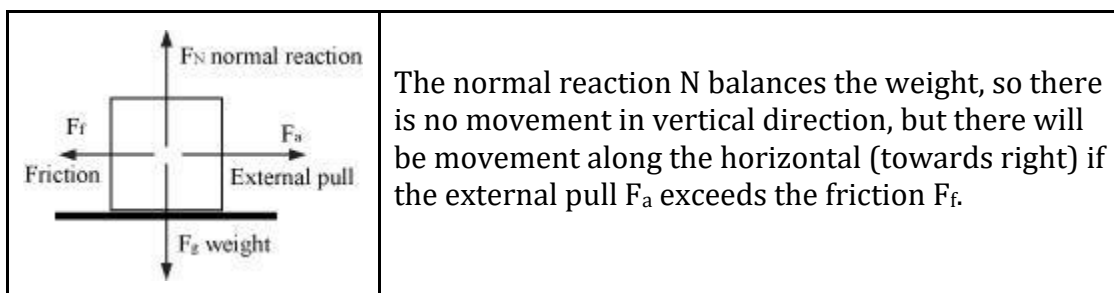 FN normal reaction
Ff
Fa
Friction
External pull
Fg weight
The normal reaction N balances the weight, so there
is no movement in vertical direction, but there will
be movement along the horizontal (towards right) if
the external pull Fa exceeds the friction Ff.